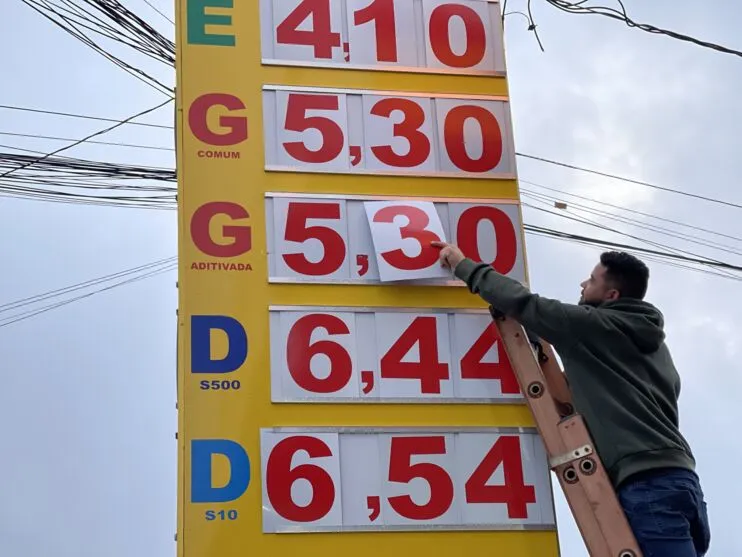 E 4,10
G COMUM 5,30
G ADITIVADA 5,30
D S500 6,44
D S10 6,54